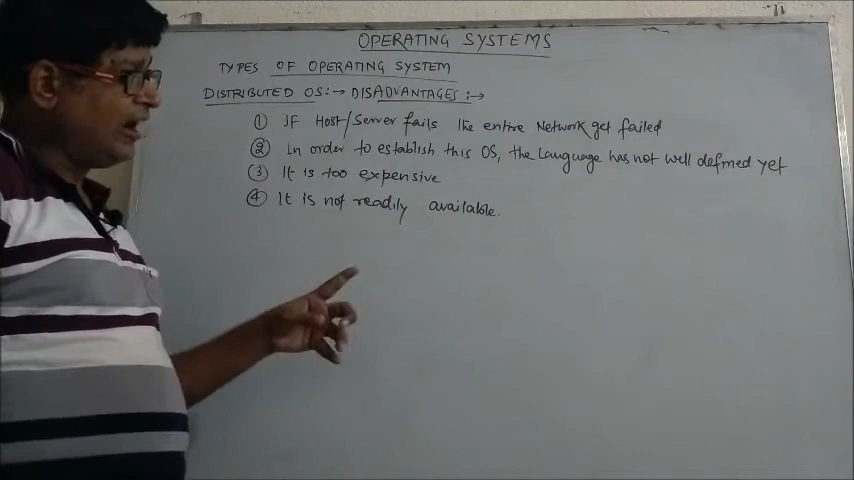 OPERATING SYSTEMS
TYPES OF OPERATING SYSTEM
DISTRIBUTED OS:→ DISADVANTAGES:→
① If Host/Server fails the entire Network get failed
② In order to establish this OS, the Language has not well defined yet
③ It is too expensive
④ It is not readily available.